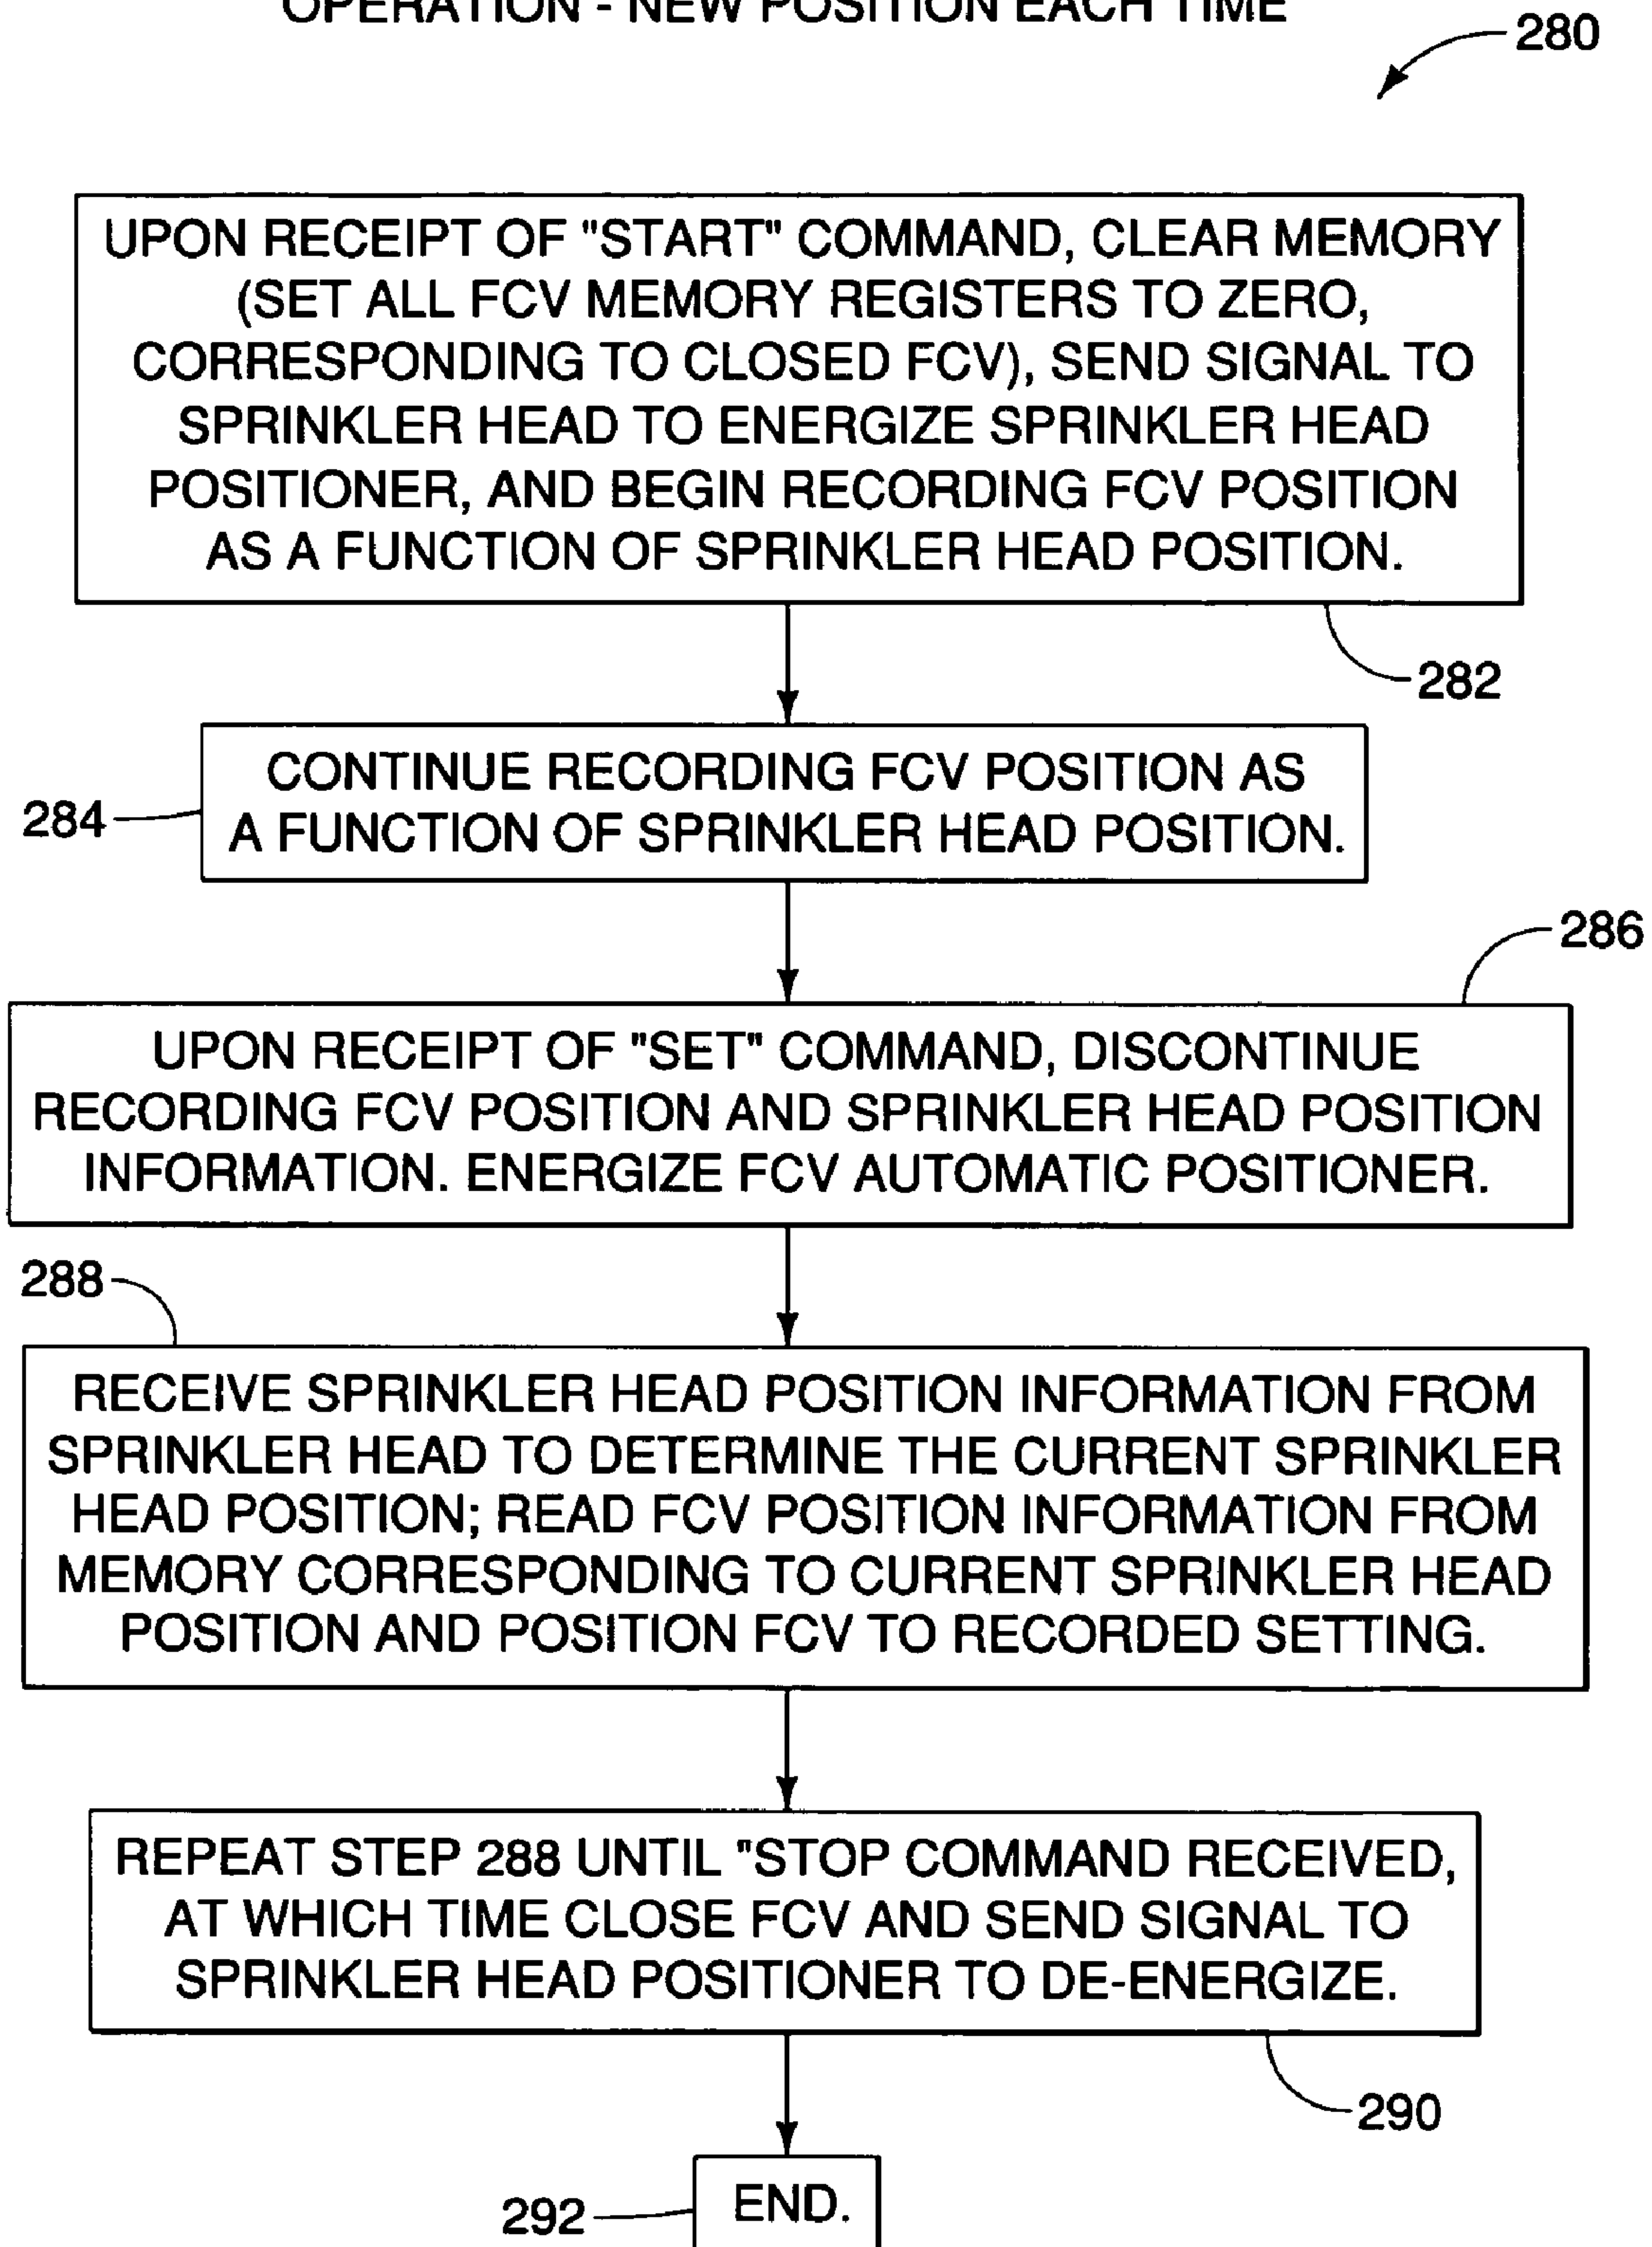 OPERATION - NEW POSITION EACH TIME
280
UPON RECEIPT OF "START" COMMAND, CLEAR MEMORY
(SET ALL FCV MEMORY REGISTERS TO ZERO,
CORRESPONDING TO CLOSED FCV), SEND SIGNAL TO
SPRINKLER HEAD TO ENERGIZE SPRINKLER HEAD
POSITIONER, AND BEGIN RECORDING FCV POSITION
AS A FUNCTION OF SPRINKLER HEAD POSITION.
282
CONTINUE RECORDING FCV POSITION AS
A FUNCTION OF SPRINKLER HEAD POSITION.
284
286
UPON RECEIPT OF "SET" COMMAND, DISCONTINUE
RECORDING FCV POSITION AND SPRINKLER HEAD POSITION
INFORMATION. ENERGIZE FCV AUTOMATIC POSITIONER.
288
RECEIVE SPRINKLER HEAD POSITION INFORMATION FROM
SPRINKLER HEAD TO DETERMINE THE CURRENT SPRINKLER
HEAD POSITION; READ FCV POSITION INFORMATION FROM
MEMORY CORRESPONDING TO CURRENT SPRINKLER HEAD
POSITION AND POSITION FCV TO RECORDED SETTING.
REPEAT STEP 288 UNTIL "STOP COMMAND RECEIVED,
AT WHICH TIME CLOSE FCV AND SEND SIGNAL TO
SPRINKLER HEAD POSITIONER TO DE-ENERGIZE.
290
END.
292